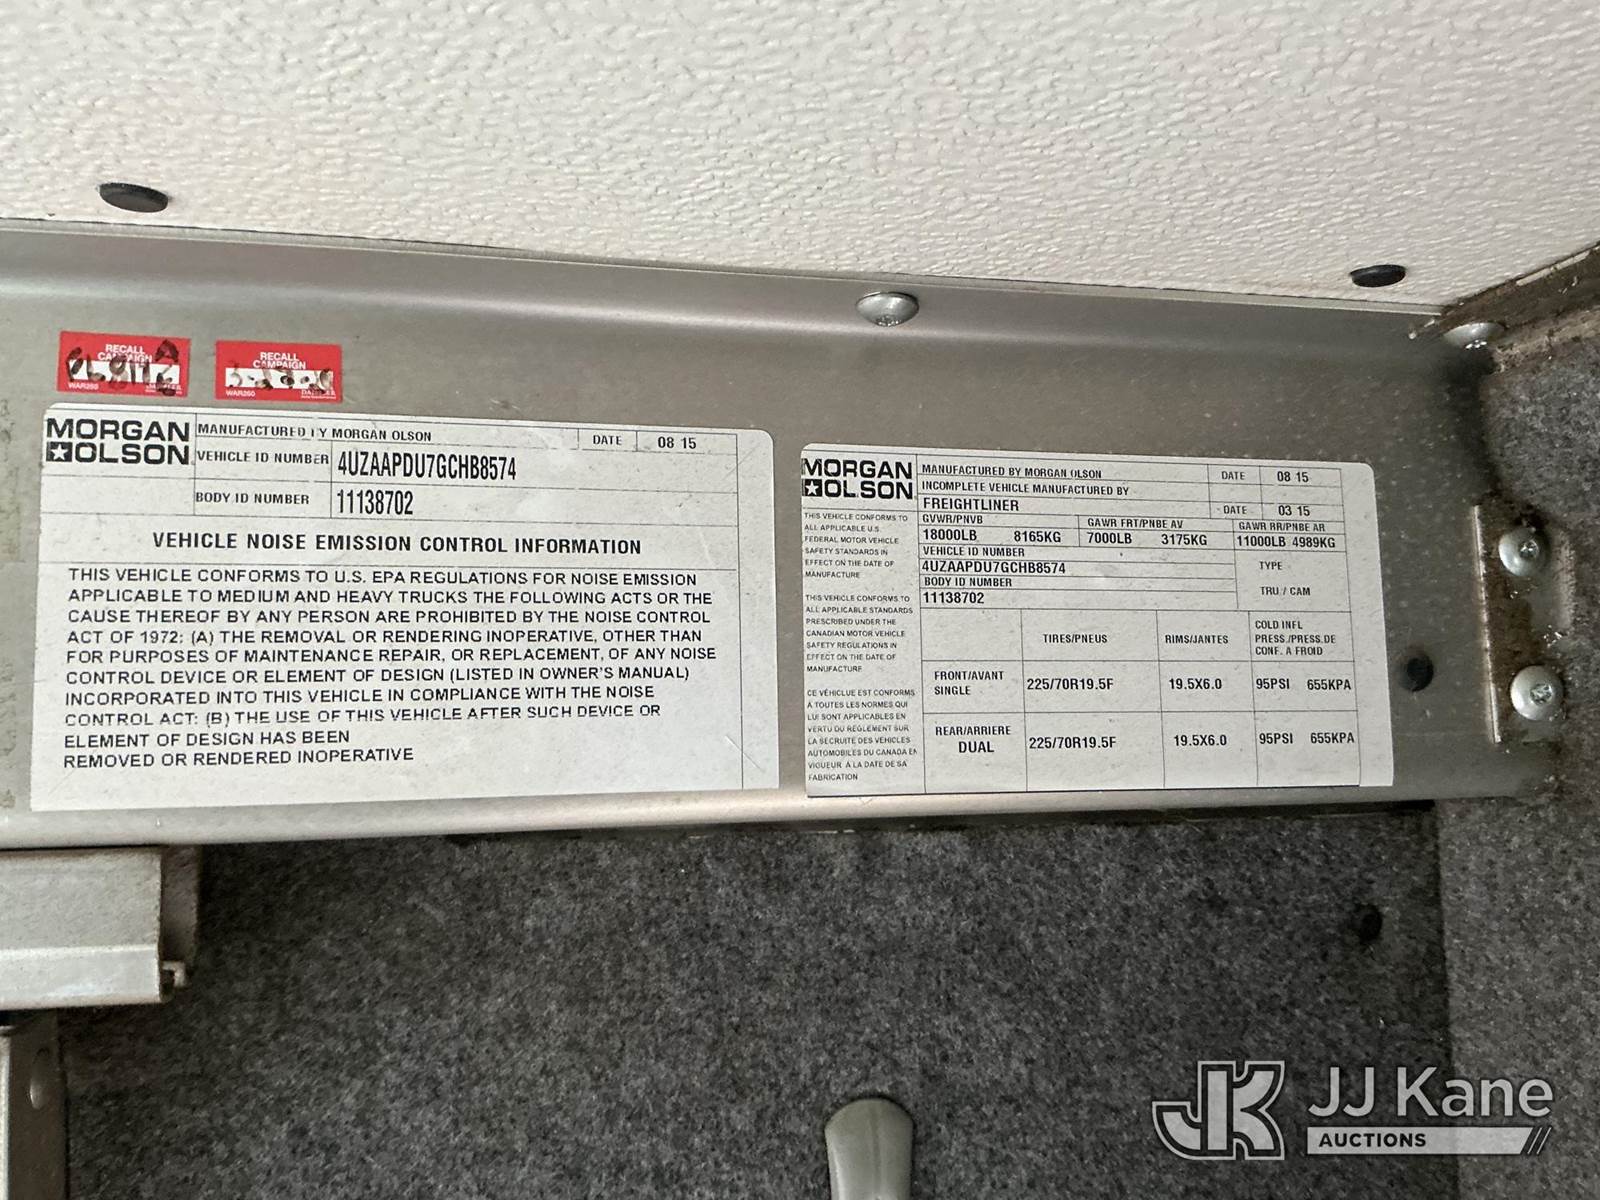 RECALL
CAMPAIGN
WAR260
RECALL
CAMPAIGN
WAR260
MORGAN
OLSON
MANUFACTURED BY MORGAN OLSON
DATE
08 15
VEHICLE ID NUMBER
4UZAAPDU7GCHB8574
BODY ID NUMBER
11138702
VEHICLE NOISE EMISSION CONTROL INFORMATION
THIS VEHICLE CONFORMS TO U.S. EPA REGULATIONS FOR NOISE EMISSION
APPLICABLE TO MEDIUM AND HEAVY TRUCKS THE FOLLOWING ACTS OR THE
CAUSE THEREOF BY ANY PERSON ARE PROHIBITED BY THE NOISE CONTROL
ACT OF 1972: (A) THE REMOVAL OR RENDERING INOPERATIVE, OTHER THAN
FOR PURPOSES OF MAINTENANCE REPAIR, OR REPLACEMENT, OF ANY NOISE
CONTROL DEVICE OR ELEMENT OF DESIGN (LISTED IN OWNER'S MANUAL)
INCORPORATED INTO THIS VEHICLE IN COMPLIANCE WITH THE NOISE
CONTROL ACT: (B) THE USE OF THIS VEHICLE AFTER SUCH DEVICE OR
ELEMENT OF DESIGN HAS BEEN
REMOVED OR RENDERED INOPERATIVE
MORGAN
OLSON
MANUFACTURED BY MORGAN OLSON
DATE
08 15
INCOMPLETE VEHICLE MANUFACTURED BY
FREIGHTLINER
DATE
03 15
THIS VEHICLE CONFORMS TO
ALL APPLICABLE U.S.
FEDERAL MOTOR VEHICLE
SAFETY STANDARDS IN
EFFECT ON THE DATE OF
MANUFACTURE
THIS VEHICLE CONFORMS TO
ALL APPLICABLE STANDARDS
PRESCRIBED UNDER THE
CANADIAN MOTOR VEHICLE
SAFETY REGULATIONS IN
EFFECT ON THE DATE OF
MANUFACTURE
CE VÉHICLUE EST CONFORMS
A TOUTES LES NORMES QUI
LUI SONT APPLICABLES EN
VERTU DU RÈGLEMENT SUR
LA SÉCRUITÉ DES VÉHICLES
AUTOMOBILES DU CANADA EN
VIGUEUR À LA DATE DE SA
FABRICATION
GVWR/PNVB
18000LB 8165KG
GAWR FRT/PNBE AV
7000LB 3175KG
GAWR RR/PNBE AR
11000LB 4989KG
VEHICLE ID NUMBER
4UZAAPDU7GCHB8574
BODY ID NUMBER
11138702
TYPE
TRU / CAM
TIRES/PNEUS
RIMS/JANTES
COLD INFL
PRESS./PRESS.DE
CONF. A FROID
FRONT/AVANT
SINGLE
225/70R19.5F
19.5X6.0
95PSI 655KPA
REAR/ARRIERE
DUAL
225/70R19.5F
19.5X6.0
95PSI 655KPA
JK
JJ Kane
AUCTIONS